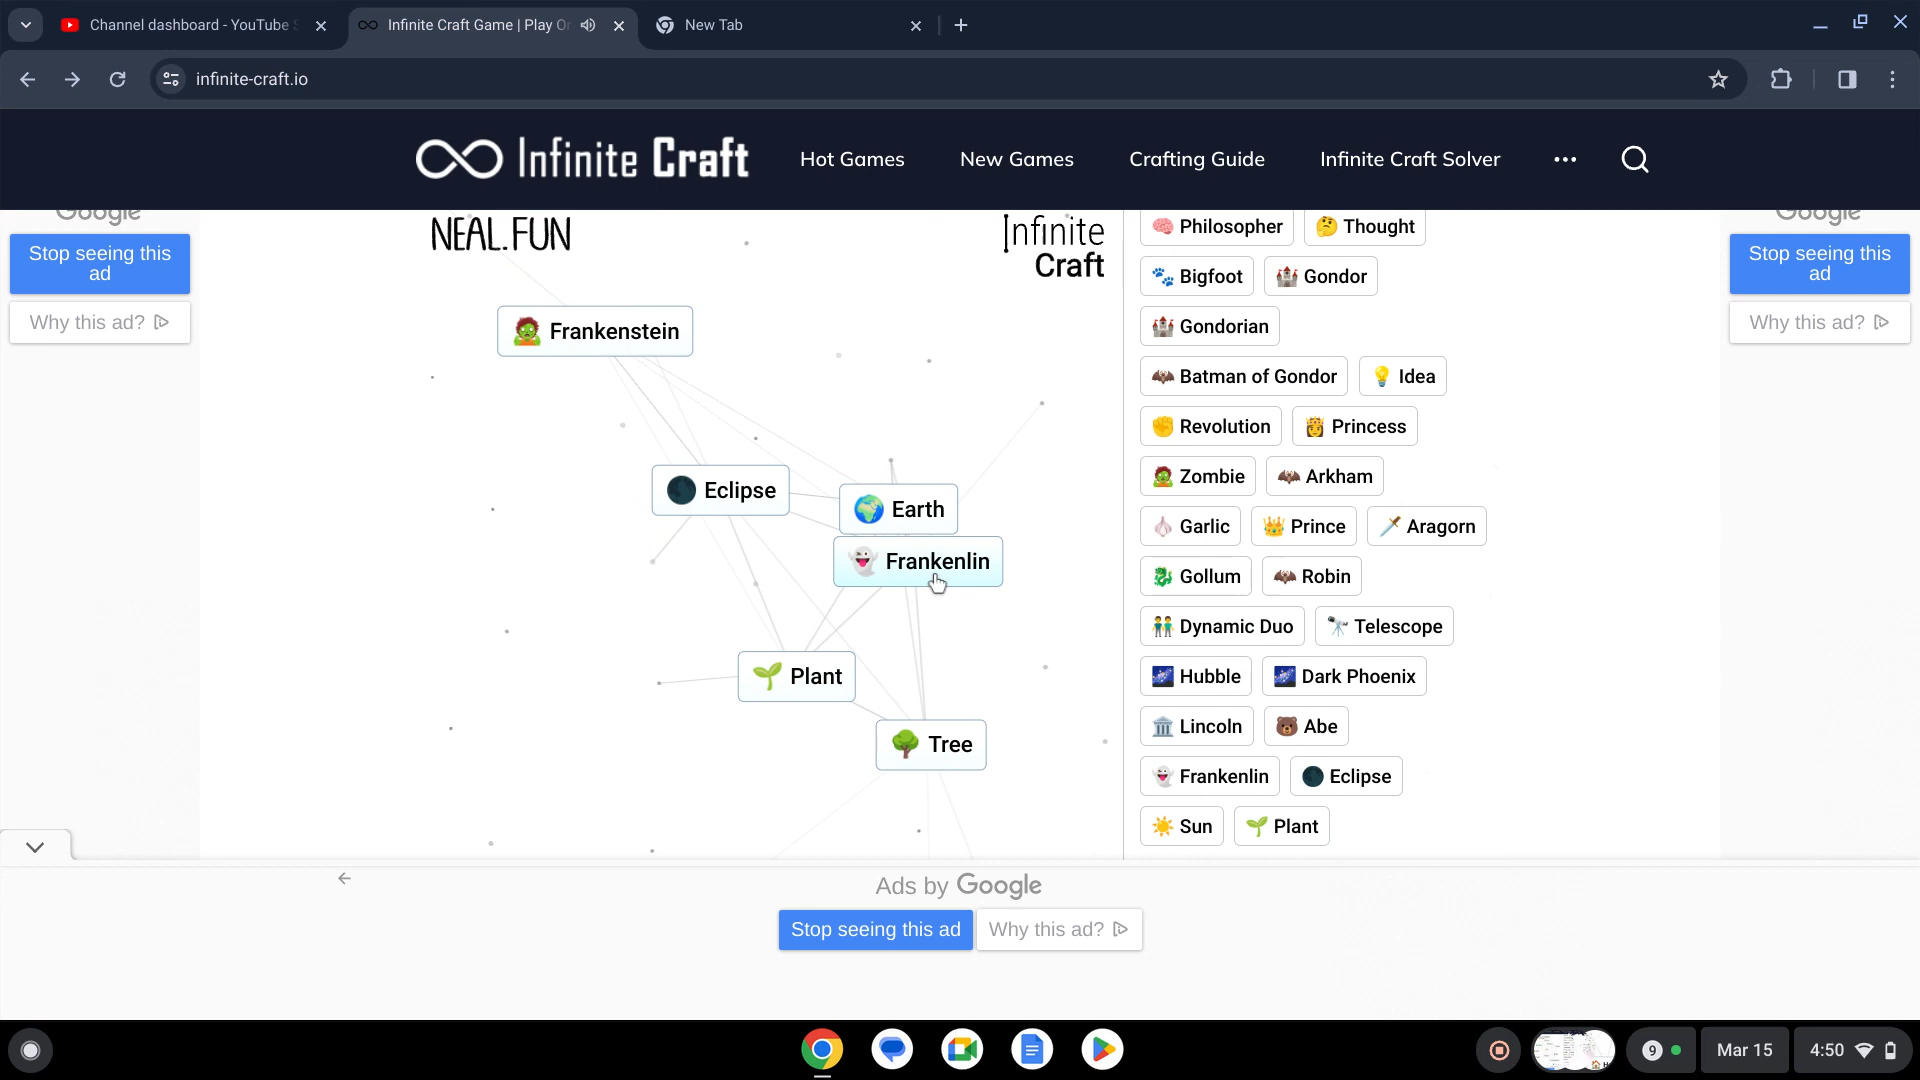 Channel dashboard - YouTube S
Infinite Craft Game | Play On
New Tab
infinite-craft.io
Infinite Craft
Hot Games
New Games
Crafting Guide
Infinite Craft Solver
Google
Stop seeing this
ad
Why this ad?
NEAL.FUN
Infinite
Craft
Frankenstein
Eclipse
Earth
Frankenlin
Plant
Tree
Philosopher
Thought
Bigfoot
Gondor
Gondorian
Batman of Gondor
Idea
Revolution
Princess
Zombie
Arkham
Garlic
Prince
Aragorn
Gollum
Robin
Dynamic Duo
Telescope
Hubble
Dark Phoenix
Lincoln
Abe
Frankenlin
Eclipse
Sun
Plant
Google
Stop seeing this
ad
Why this ad?
Ads by Google
Stop seeing this ad
Why this ad?
9
Mar 15
4:50